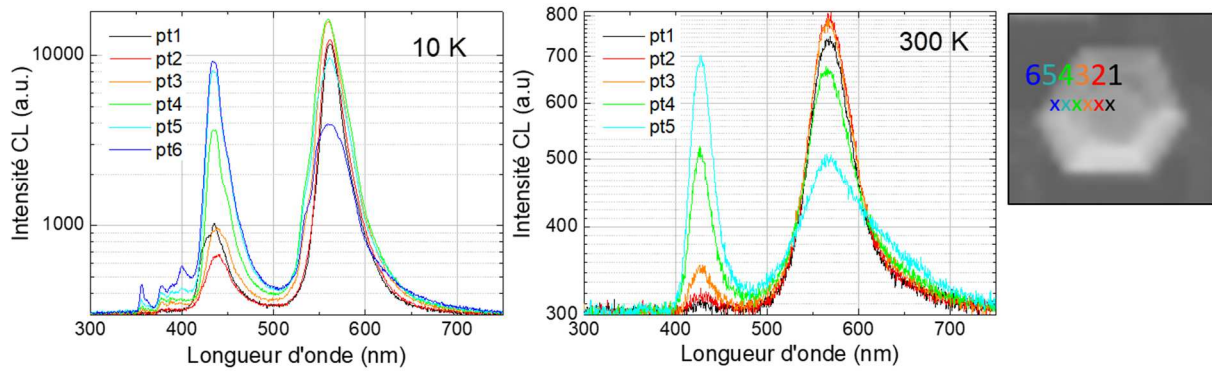 Intensité CL (a.u.)
10000
1000
pt1
pt2
pt3
pt4
pt5
pt6
10 K
300
400
500
600
700
Longueur d'onde (nm)
Intensité CL (a.u)
800
700
600
500
400
300
pt1
pt2
pt3
pt4
pt5
300 K
300
400
500
600
700
Longueur d'onde (nm)
654321
xxxxxx